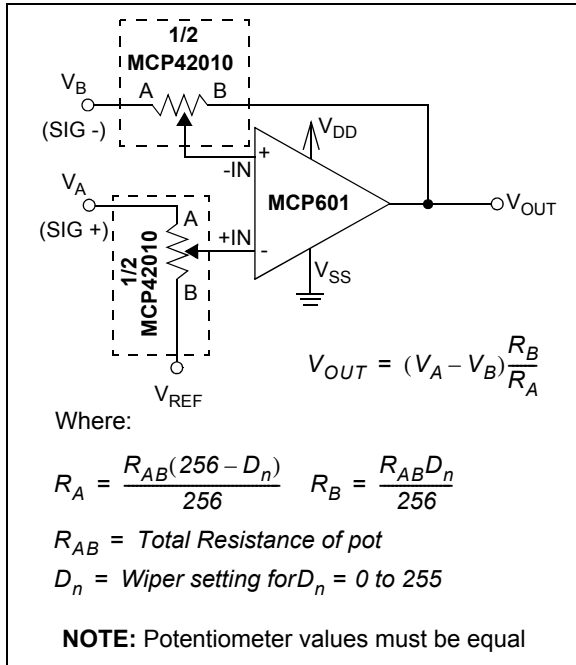 1/2
MCP42010
V_B
A
B
(SIG -)
V_DD
+
-IN
V_A
MCP601
V_OUT
(SIG +)
A
+IN
-
1/2
MCP42010
B
V_SS
V_REF
V_OUT = (V_A – V_B) R_B/R_A
Where:
R_A = R_AB(256 – D_n)/256 R_B = R_AB D_n/256
R_AB = Total Resistance of pot
D_n = Wiper setting forD_n = 0 to 255
NOTE: Potentiometer values must be equal